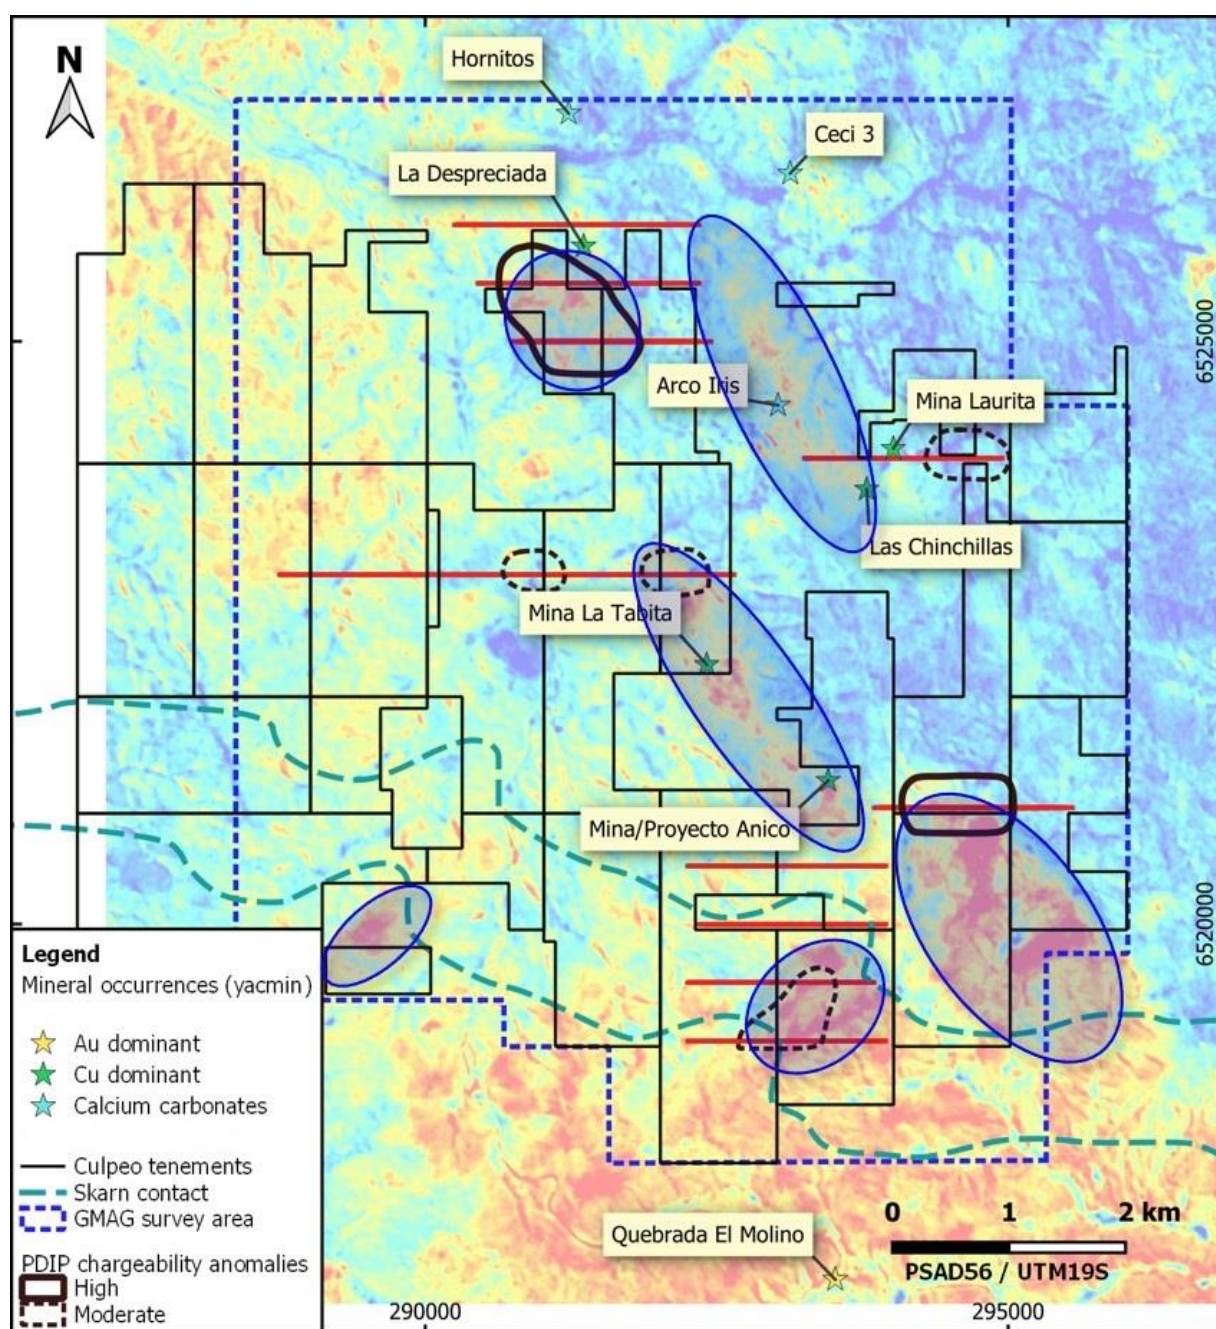 N
Hornitos
Ceci 3
La Despreciada
6525000
Arco Iris
Mina Laurita
Las Chinchillas
Mina La Tabita
Mina/Proyecto Anico
6520000
Legend
Mineral occurrences (yacmin)
Au dominant
Cu dominant
Calcium carbonates
Culpeo tenements
Skarn contact
GMAG survey area
PDIP chargeability anomalies
High
Moderate
0 1 2 km
Quebrada El Molino
PSAD56 / UTM19S
290000
295000